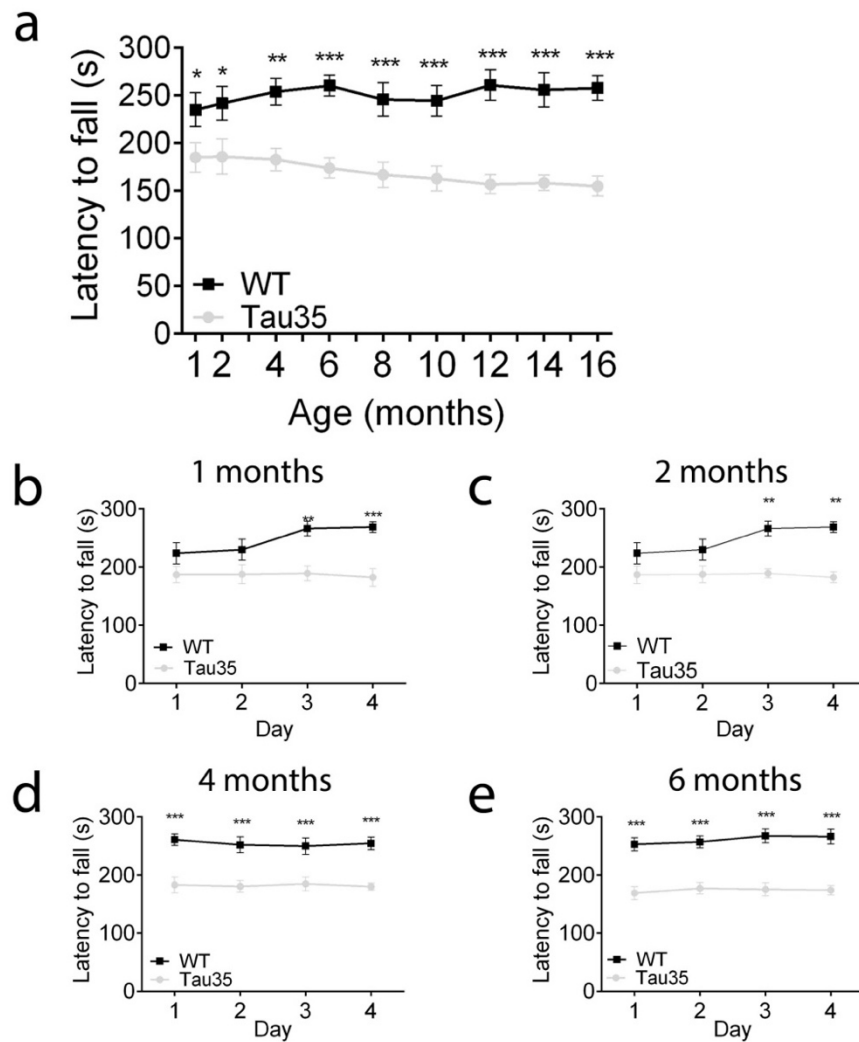 a
Latency to fall (s)
300
250
200
150
100
50
0
* * ** *** *** *** *** *** ***
WT
Tau35
1 2 4 6 8 10 12 14 16
Age (months)
b
1 months
Latency to fall (s)
300
200
100
0
** ***
WT
Tau35
1 2 3 4
Day
c
2 months
Latency to fall (s)
300
200
100
0
** **
WT
Tau35
1 2 3 4
Day
d
4 months
Latency to fall (s)
300
200
100
0
*** *** *** ***
WT
Tau35
1 2 3 4
Day
e
6 months
Latency to fall (s)
300
200
100
0
*** *** *** ***
WT
Tau35
1 2 3 4
Day